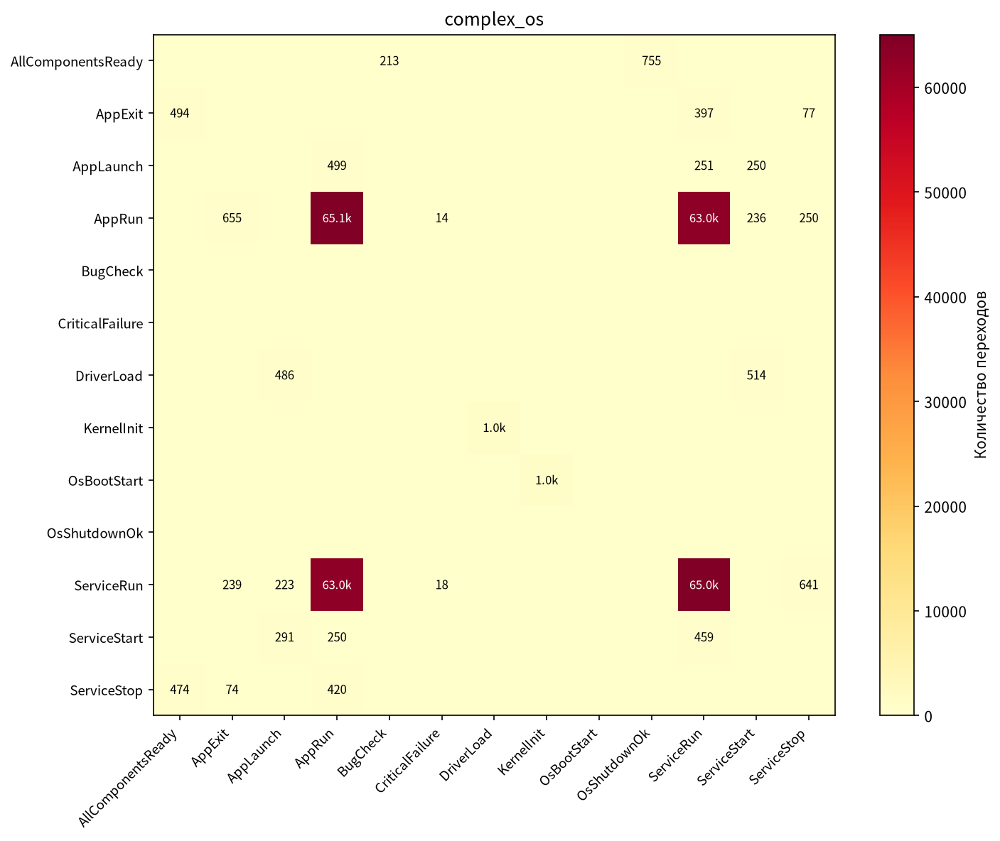 complex_os
AllComponentsReady 213 755
AppExit 494 397 77
AppLaunch 499 251 250
AppRun 655 65.1k 14 63.0k 236 250
BugCheck
CriticalFailure
DriverLoad 486 514
KernelInit 1.0k
OsBootStart 1.0k
OsShutdownOk
ServiceRun 239 223 63.0k 18 65.0k 641
ServiceStart 291 250 459
ServiceStop 474 74 420
AllComponentsReady
AppExit
AppLaunch
AppRun
BugCheck
CriticalFailure
DriverLoad
KernelInit
OsBootStart
OsShutdownOk
ServiceRun
ServiceStart
ServiceStop
60000
50000
40000
30000
20000
10000
0
Количество переходов